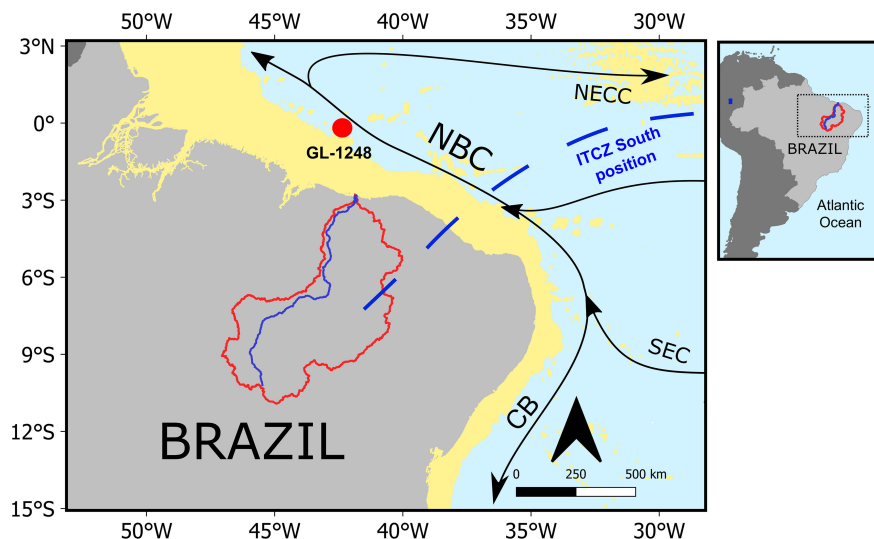 50°W 45°W 40°W 35°W 30°W
3°N
0°
3°S
6°S
9°S
12°S
15°S
NECC
NBC
GL-1248
ITCZ South
position
SEC
CB
BRAZIL
0 250 500 km
50°W 45°W 40°W 35°W 30°W
BRAZIL
Atlantic
Ocean